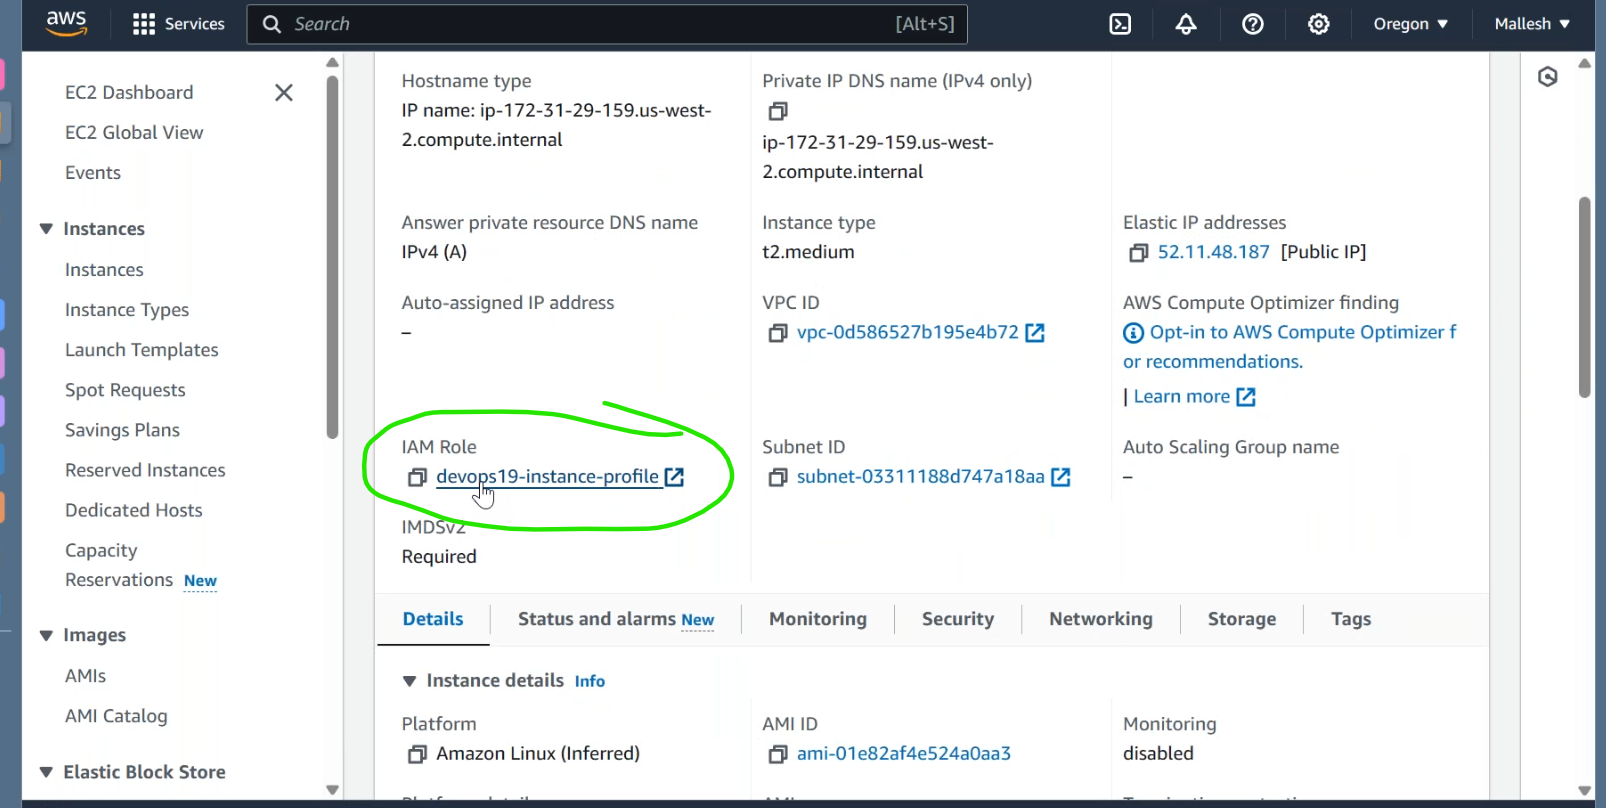 aws
Services
Search
[Alt+S]
Oregon ▼
Mallesh ▼
EC2 Dashboard
EC2 Global View
Events
Instances
Instances
Instance Types
Launch Templates
Spot Requests
Savings Plans
Reserved Instances
Dedicated Hosts
Capacity
Reservations New
Images
AMIs
AMI Catalog
Elastic Block Store
Hostname type
IP name: ip-172-31-29-159.us-west-
2.compute.internal
Private IP DNS name (IPv4 only)
ip-172-31-29-159.us-west-
2.compute.internal
Answer private resource DNS name
IPv4 (A)
Instance type
t2.medium
Elastic IP addresses
52.11.48.187 [Public IP]
Auto-assigned IP address
–
VPC ID
vpc-0d586527b195e4b72
AWS Compute Optimizer finding
Opt-in to AWS Compute Optimizer f
or recommendations.
| Learn more
IAM Role
devops19-instance-profile
Subnet ID
subnet-03311188d747a18aa
Auto Scaling Group name
–
IMDSv2
Required
Details
Status and alarms New
Monitoring
Security
Networking
Storage
Tags
Instance details Info
Platform
Amazon Linux (Inferred)
AMI ID
ami-01e82af4e524a0aa3
Monitoring
disabled